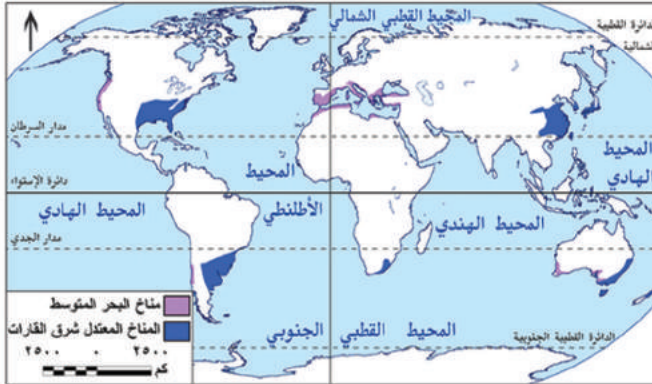 المحيط القطبي الشمالي
الدائرة القطبية
الشمالية
مدار السرطان
المحيط
الهادي
المحيط
دائرة الإستواء
المحيط الهادي
الأطلنطي
المحيط الهندي
مدار الجدي
مناخ البحر المتوسط
المناخ المعتدل شرق القارات
٢٥٠٠ ٠ ٢٥٠٠
كم
المحيط القطبي الجنوبي
الدائرة القطبية الجنوبية